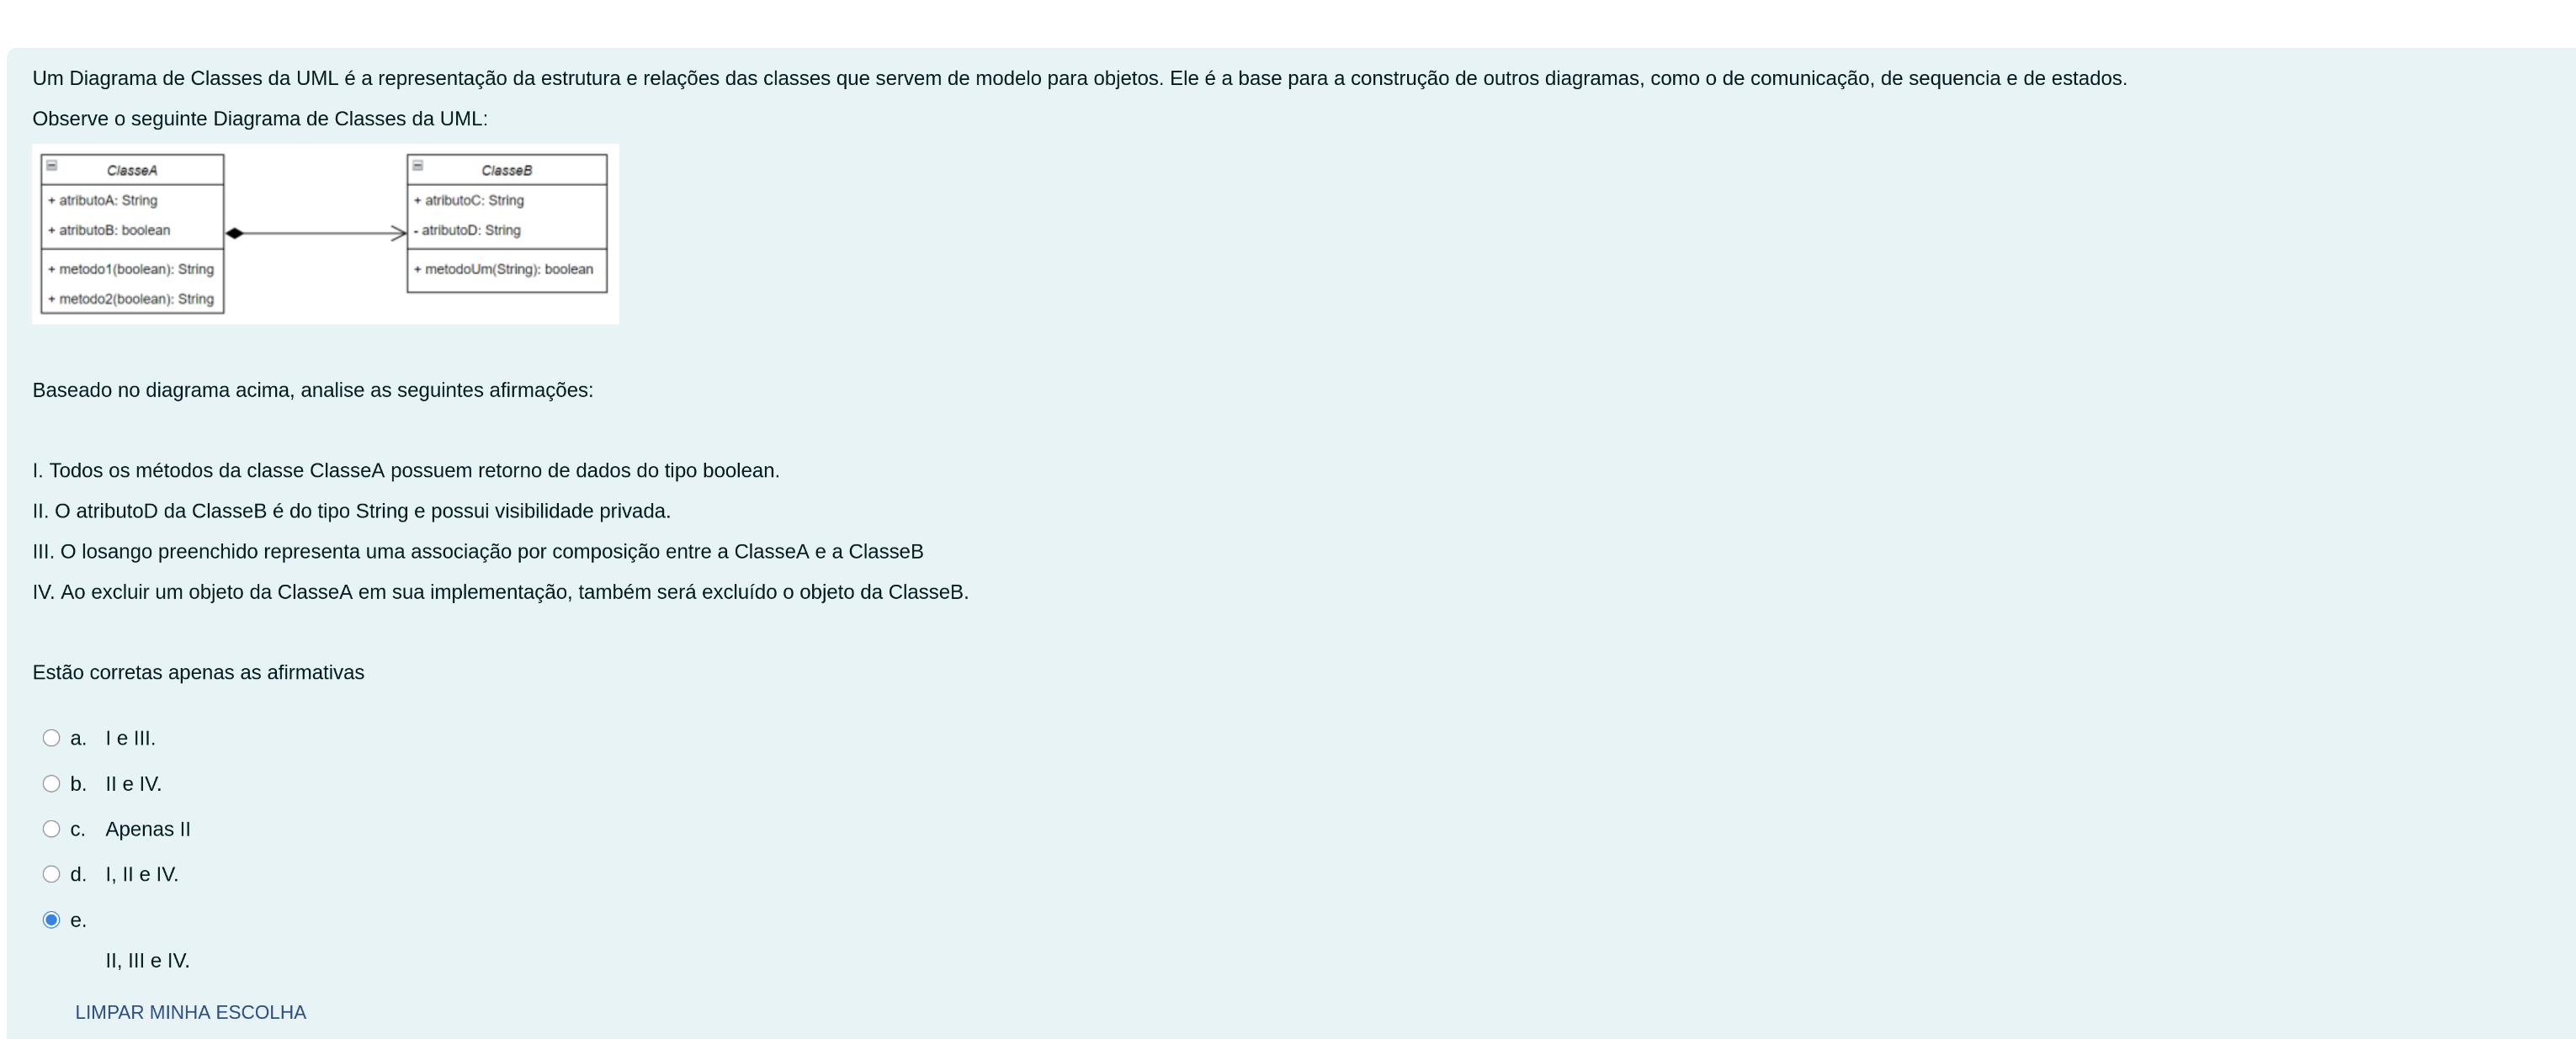 Um Diagrama de Classes da UML é a representação da estrutura e relações das classes que servem de modelo para objetos. Ele é a base para a construção de outros diagramas, como o de comunicação, de sequencia e de estados.
Observe o seguinte Diagrama de Classes da UML:
ClasseA
+ atributoA: String
+ atributoB: boolean
+ metodo1(boolean): String
+ metodo2(boolean): String
ClasseB
+ atributoC: String
- atributoD: String
+ metodoUm(String): boolean
Baseado no diagrama acima, analise as seguintes afirmações:
I. Todos os métodos da classe ClasseA possuem retorno de dados do tipo boolean.
II. O atributoD da ClasseB é do tipo String e possui visibilidade privada.
III. O losango preenchido representa uma associação por composição entre a ClasseA e a ClasseB
IV. Ao excluir um objeto da ClasseA em sua implementação, também será excluído o objeto da ClasseB.
Estão corretas apenas as afirmativas
a. I e III.
b. II e IV.
c. Apenas II
d. I, II e IV.
e.
II, III e IV.
LIMPAR MINHA ESCOLHA